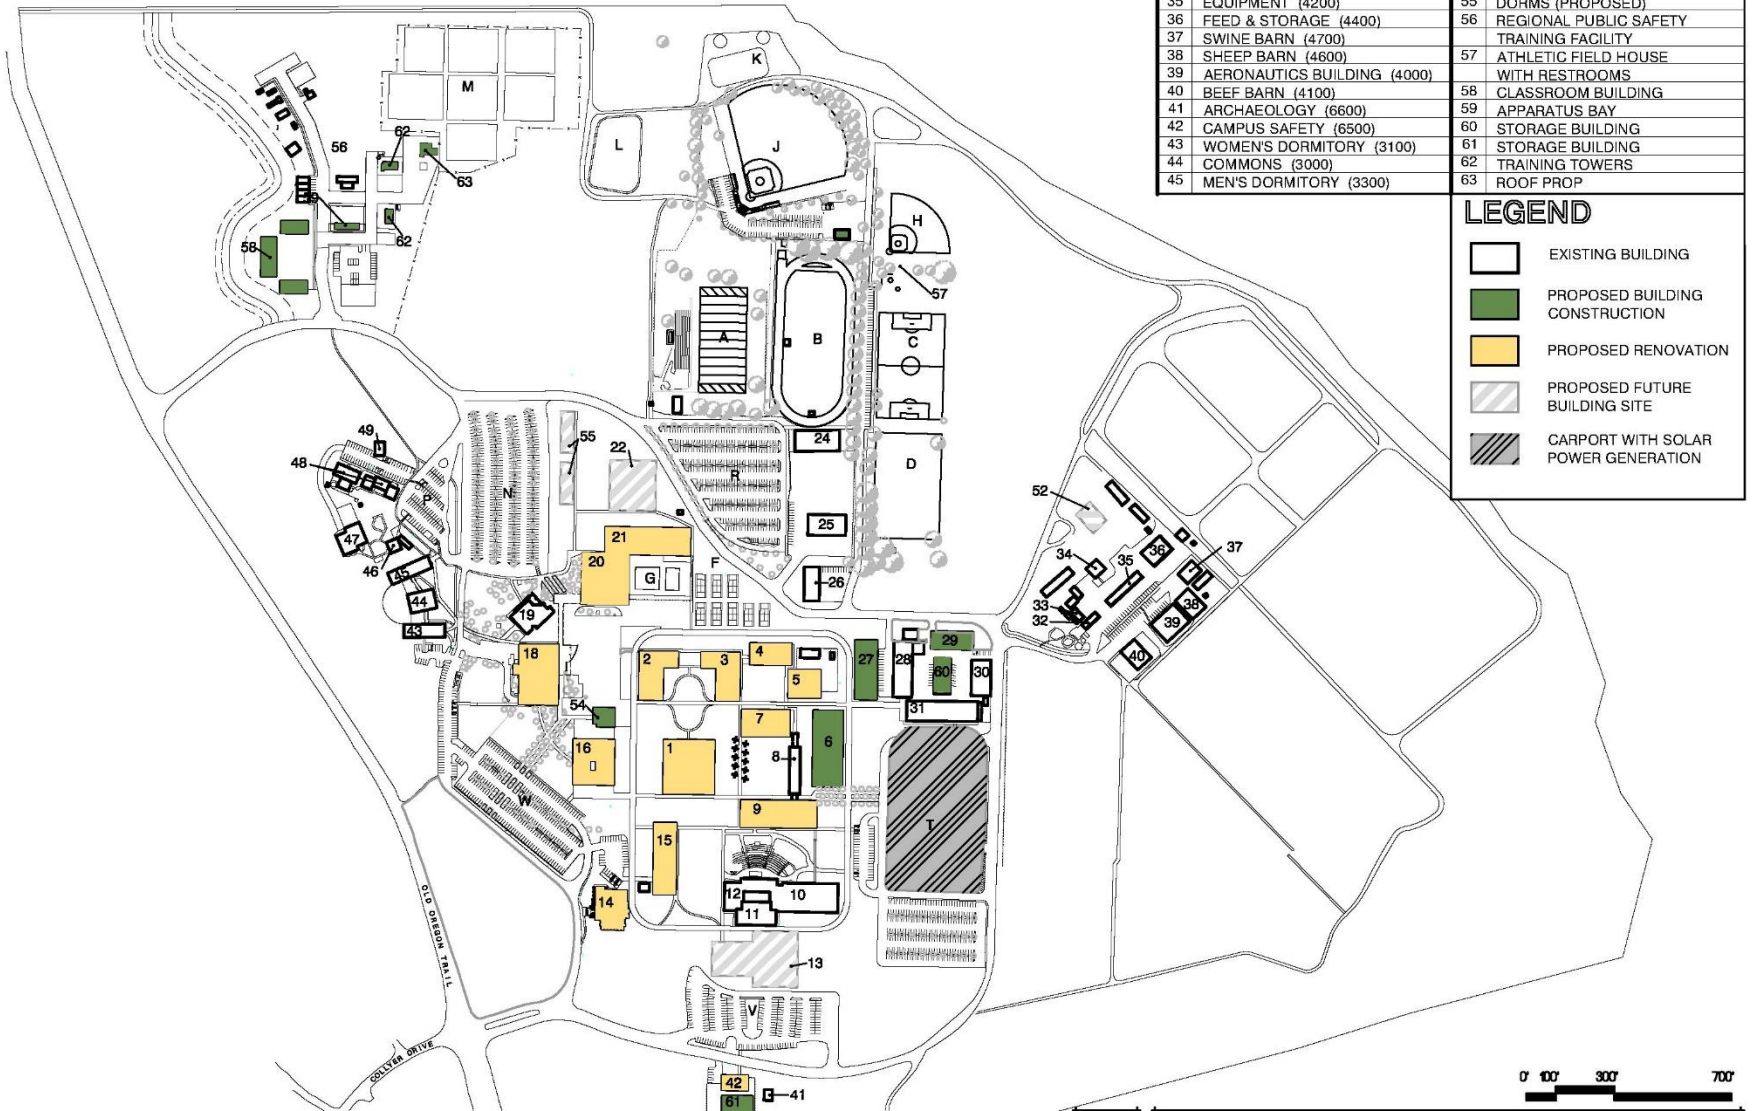 35 EQUIPMENT (4200)
36 FEED & STORAGE (4400)
37 SWINE BARN (4700)
38 SHEEP BARN (4600)
39 AERONAUTICS BUILDING (4000)
40 BEEF BARN (4100)
41 ARCHAEOLOGY (6600)
42 CAMPUS SAFETY (6500)
43 WOMEN'S DORMITORY (3100)
44 COMMONS (3000)
45 MEN'S DORMITORY (3300)
55 DORMS (PROPOSED)
56 REGIONAL PUBLIC SAFETY
TRAINING FACILITY
57 ATHLETIC FIELD HOUSE
WITH RESTROOMS
58 CLASSROOM BUILDING
59 APPARATUS BAY
60 STORAGE BUILDING
61 STORAGE BUILDING
62 TRAINING TOWERS
63 ROOF PROP
LEGEND
EXISTING BUILDING
PROPOSED BUILDING
CONSTRUCTION
PROPOSED RENOVATION
PROPOSED FUTURE
BUILDING SITE
CARPORT WITH SOLAR
POWER GENERATION
K
M
62
L
J
56
63
H
62
58
57
A
B
C
49
55
22
24
48
R
D
P
N
52
25
47
21
36
37
46
45
20
G
F
34
35
26
44
19
33
38
32
39
43
18
2
3
4
27
28
29
40
5
60
30
54
7
31
16
1
8
6
W
9
T
15
12
10
14
11
13
V
42
41
61
OLD OREGON TRAIL
COLLYER DRIVE
0' 100' 300' 700'